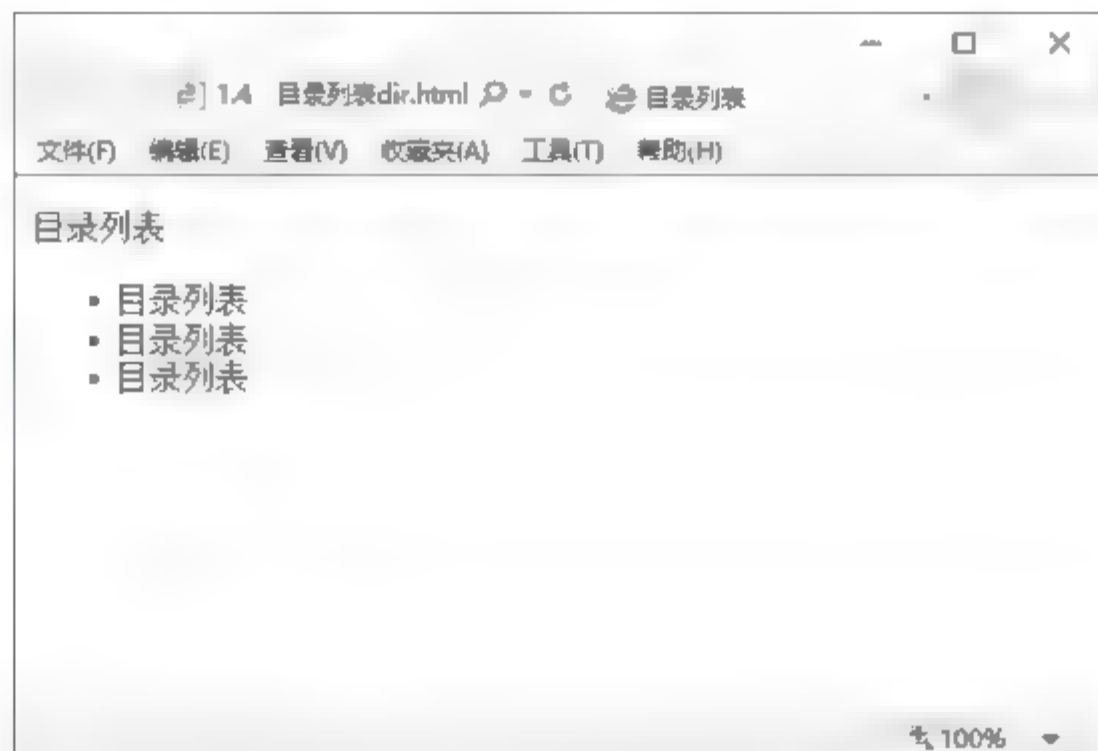 1.4 目录列表dir.html 目录列表
文件(F) 编辑(E) 查看(V) 收藏夹(A) 工具(T) 帮助(H)
目录列表
• 目录列表
• 目录列表
• 目录列表
100%